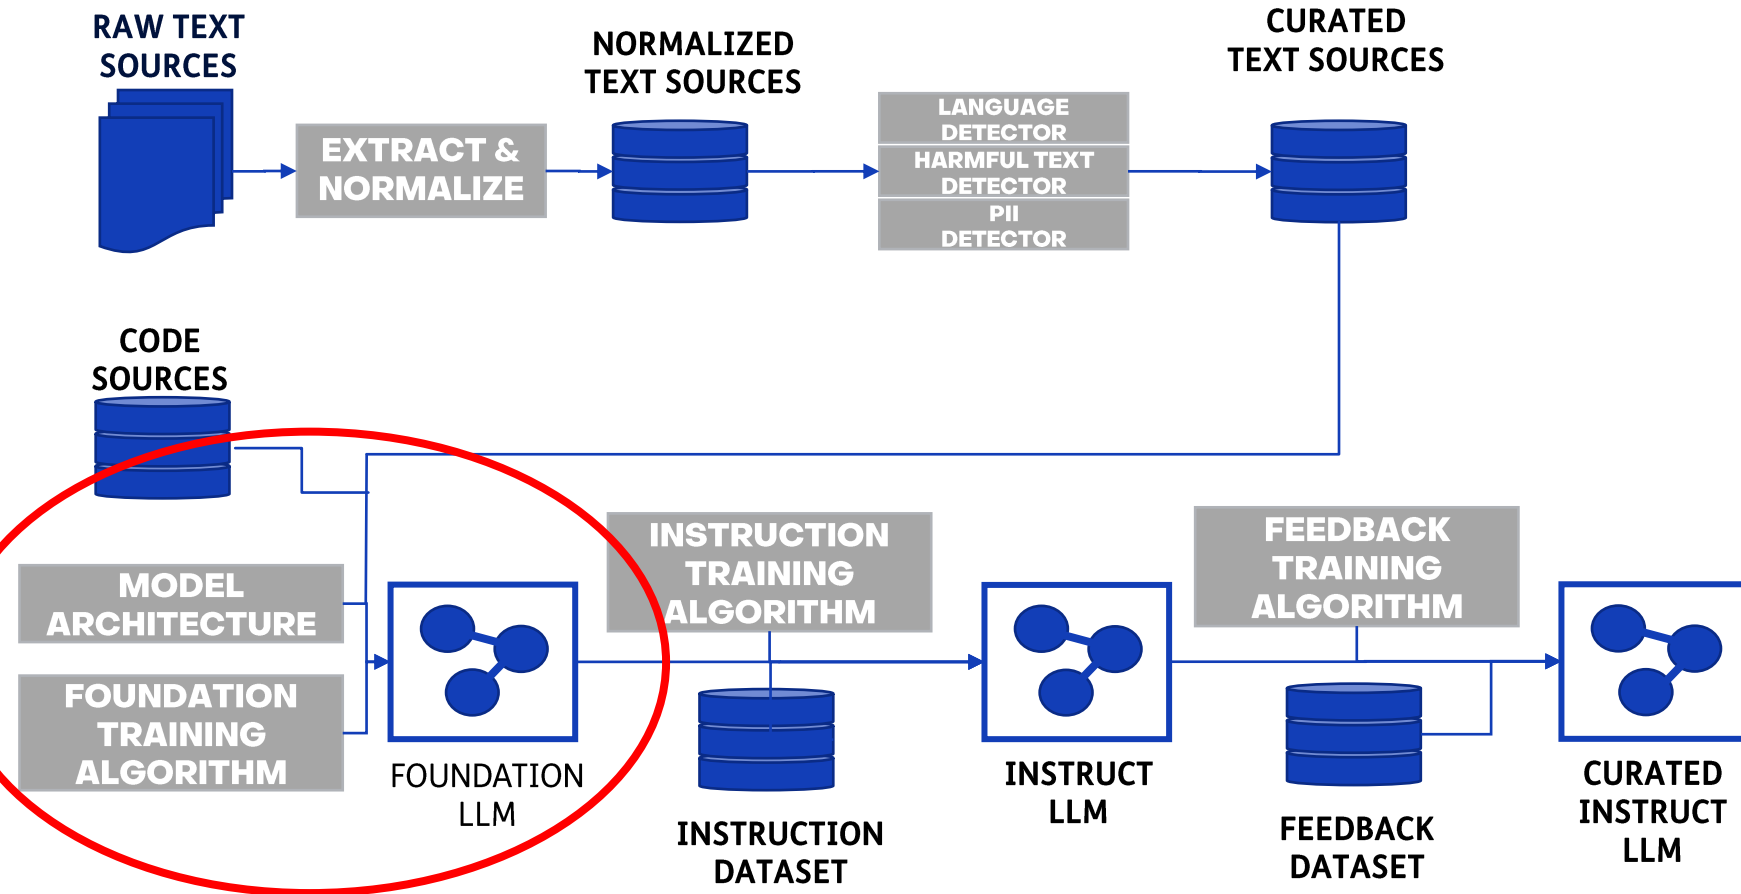 RAW TEXT
SOURCES
EXTRACT &
NORMALIZE
NORMALIZED
TEXT SOURCES
LANGUAGE
DETECTOR
HARMFUL TEXT
DETECTOR
PII
DETECTOR
CURATED
TEXT SOURCES
CODE
SOURCES
MODEL
ARCHITECTURE
FOUNDATION
TRAINING
ALGORITHM
FOUNDATION
LLM
INSTRUCTION
TRAINING
ALGORITHM
INSTRUCTION
DATASET
INSTRUCT
LLM
FEEDBACK
TRAINING
ALGORITHM
FEEDBACK
DATASET
CURATED
INSTRUCT
LLM